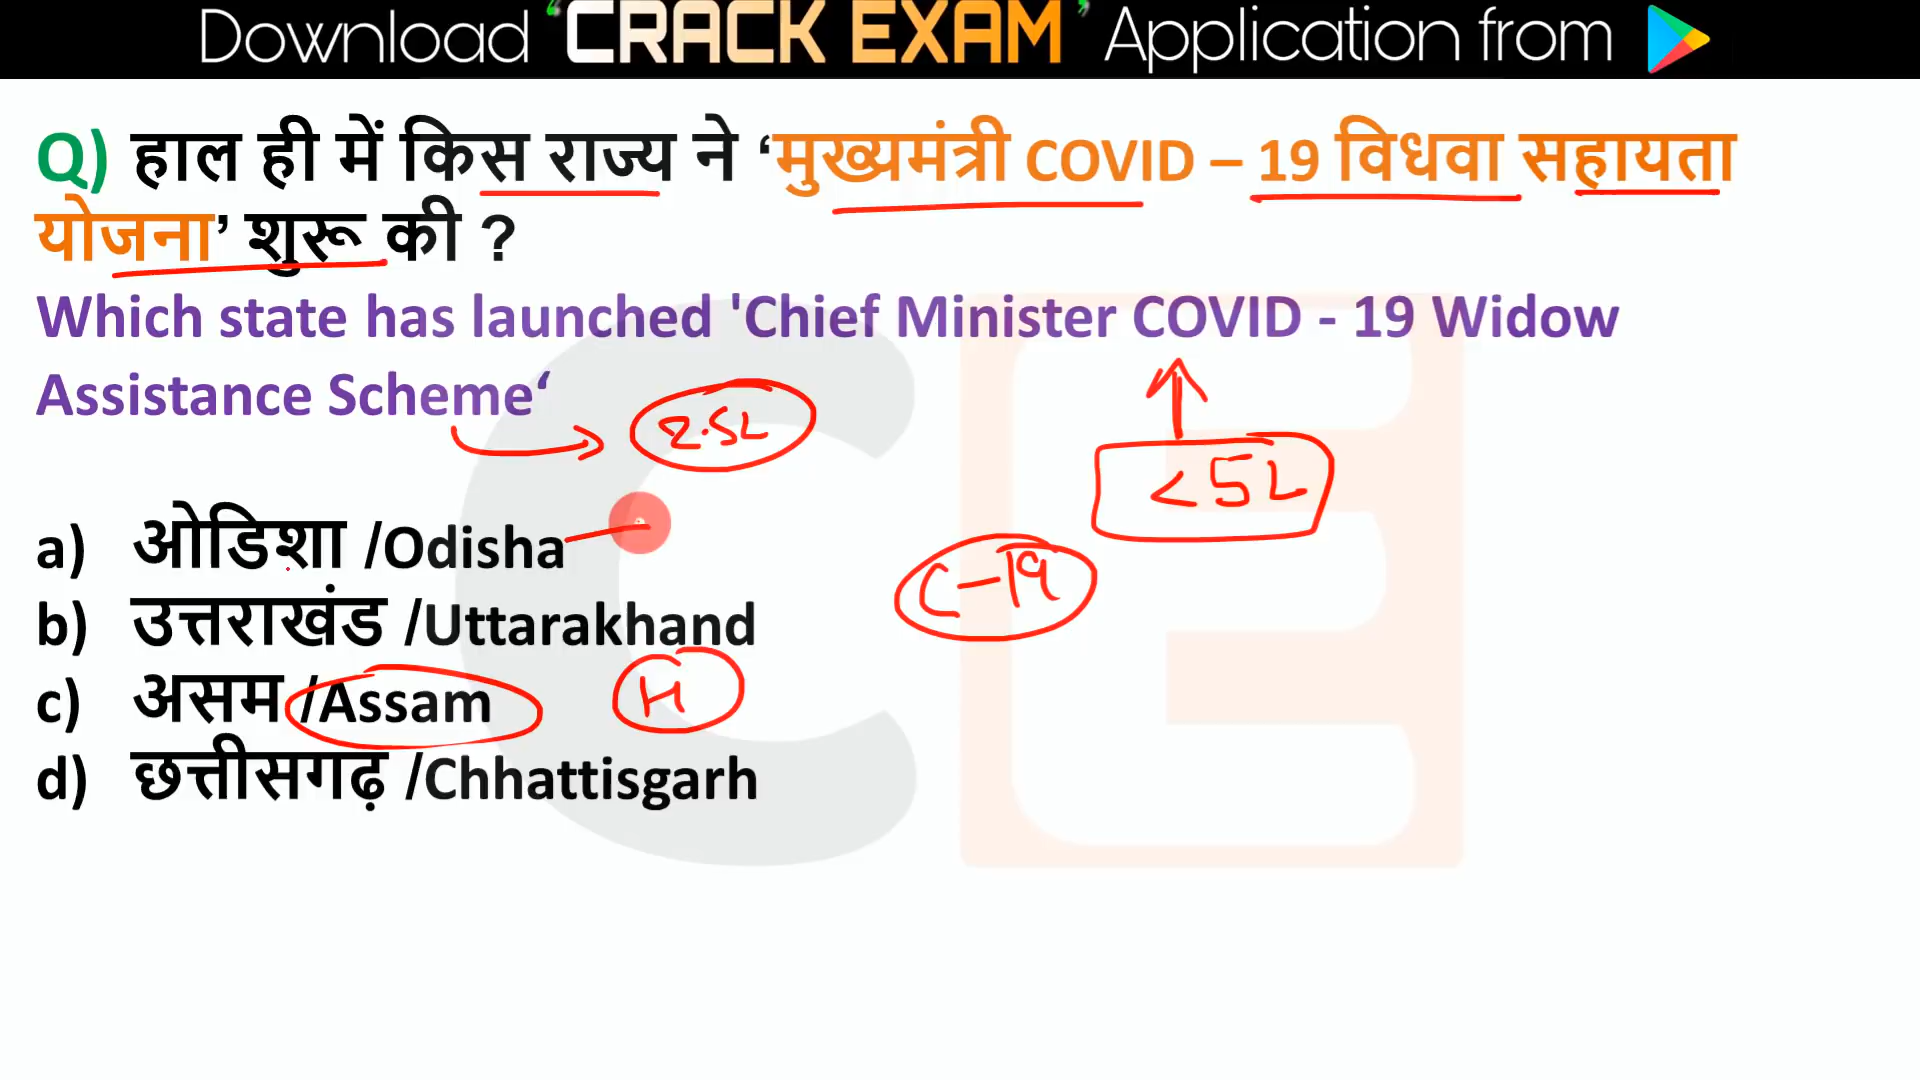 Download 'CRACK EXAM' Application from
Q) हाल ही में किस राज्य ने ‘मुख्यमंत्री COVID – 19 विधवा सहायता
योजना’ शुरू की ?
Which state has launched 'Chief Minister COVID - 19 Widow
Assistance Scheme‘
2.5L
<5L
a) ओडिशा /Odisha
C-19
b) उत्तराखंड /Uttarakhand
c) असम /Assam
H
d) छत्तीसगढ़ /Chhattisgarh